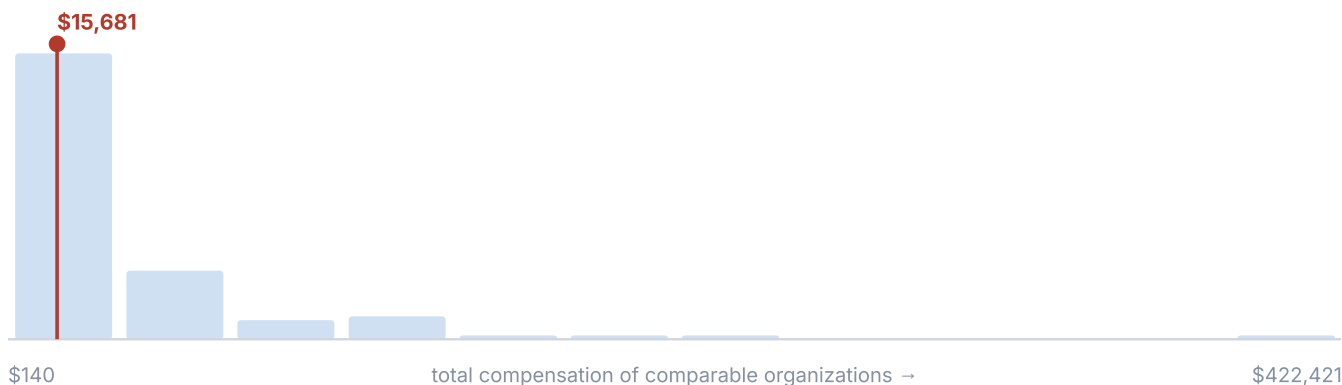 $15,681
$140 total compensation of comparable organizations → $422,421